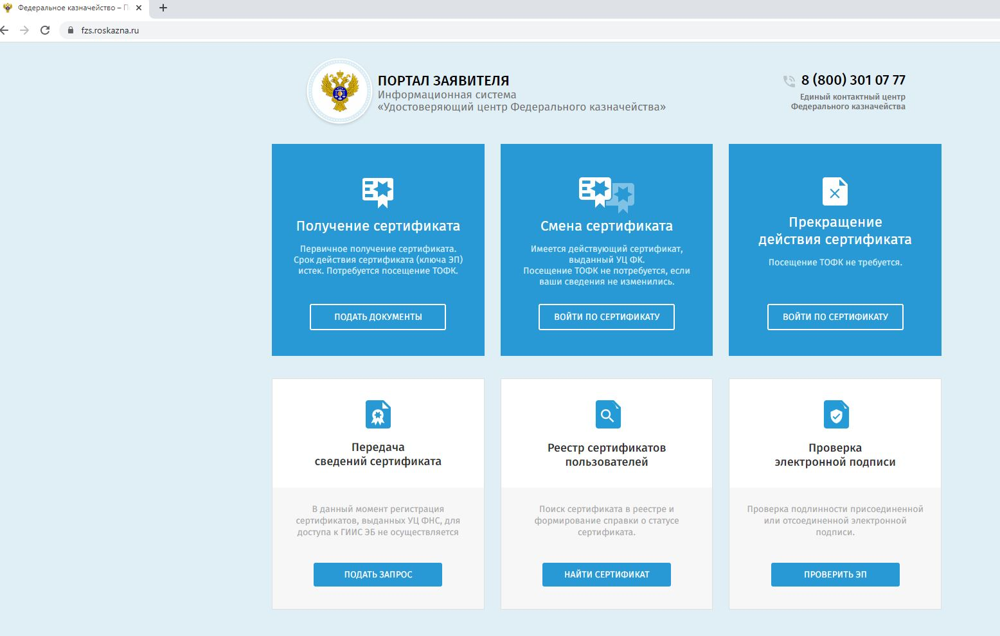 Федеральное казначейство – П
fzs.roskazna.ru
ПОРТАЛ ЗАЯВИТЕЛЯ
Информационная система
«Удостоверяющий центр Федерального казначейства»
8 (800) 301 07 77
Единый контактный центр
Федерального казначейства
Получение сертификата
Первичное получение сертификата.
Срок действия сертификата (ключа ЭП)
истек. Потребуется посещение ТОФК.
ПОДАТЬ ДОКУМЕНТЫ
Смена сертификата
Имеется действующий сертификат,
выданный УЦ ФК.
Посещение ТОФК не потребуется, если
ваши сведения не изменились.
ВОЙТИ ПО СЕРТИФИКАТУ
Прекращение
действия сертификата
Посещение ТОФК не требуется.
ВОЙТИ ПО СЕРТИФИКАТУ
Передача
сведений сертификата
В данный момент регистрация
сертификатов, выданных УЦ ФНС, для
доступа к ГИИС ЭБ не осуществляется
ПОДАТЬ ЗАПРОС
Реестр сертификатов
пользователей
Поиск сертификата в реестре и
формирование справки о статусе
сертификата.
НАЙТИ СЕРТИФИКАТ
Проверка
электронной подписи
Проверка подлинности присоединенной
или отсоединенной электронной
подписи.
ПРОВЕРИТЬ ЭП